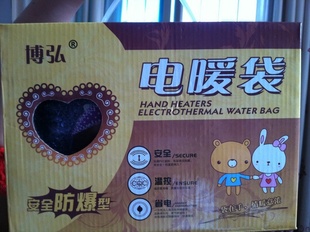 博弘®
电暖袋
HAND HEATERS
ELECTROTHERMAL WATER BAG
安全
温控
省电
安全防爆型